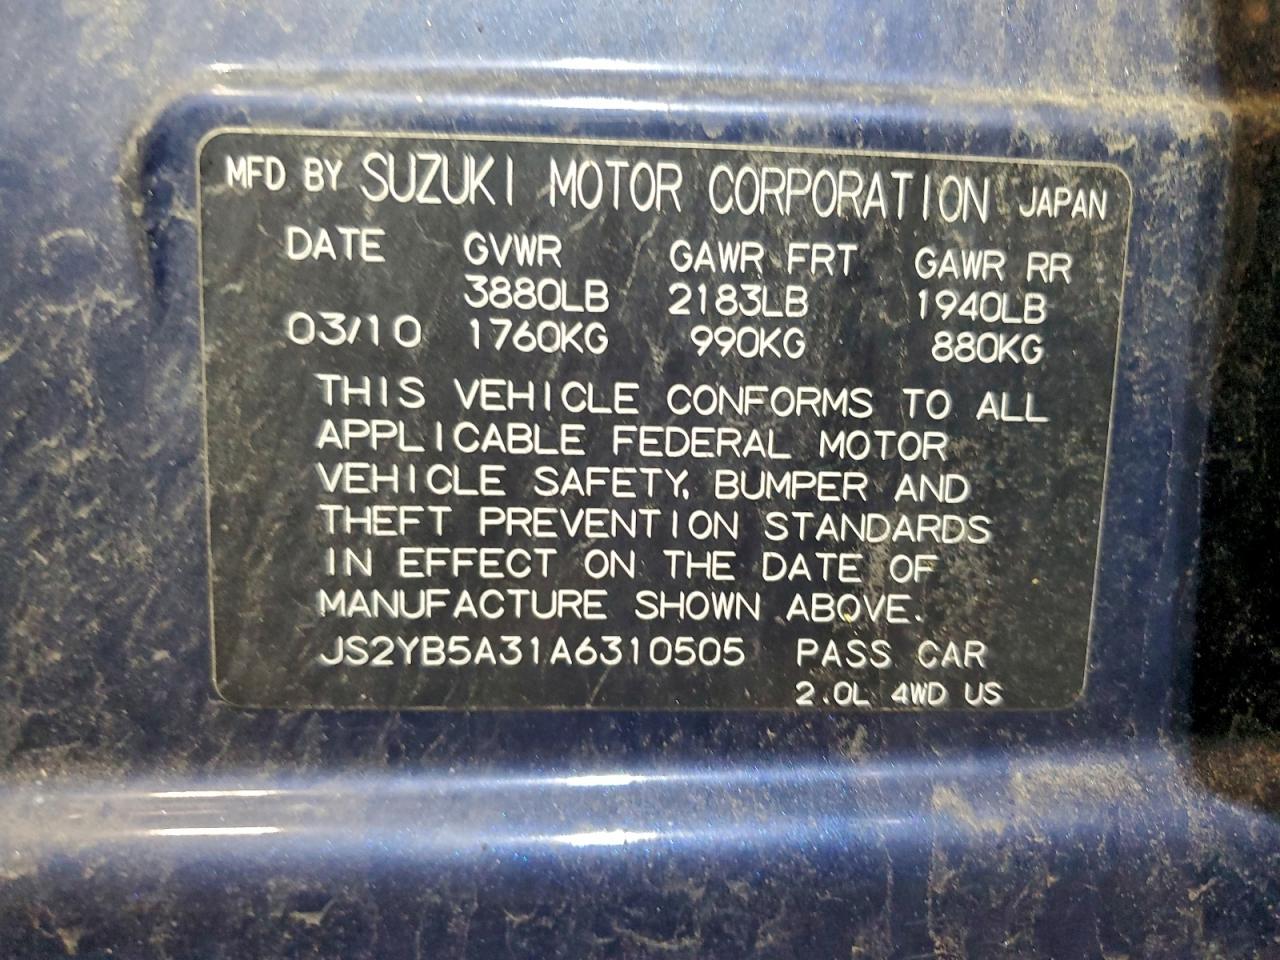 MFD BY SUZUKI MOTOR CORPORATION JAPAN
DATE GVWR GAWR FRT GAWR RR
3880LB 2183LB 1940LB
03/10 1760KG 990KG 880KG
THIS VEHICLE CONFORMS TO ALL
APPLICABLE FEDERAL MOTOR
VEHICLE SAFETY, BUMPER AND
THEFT PREVENTION STANDARDS
IN EFFECT ON THE DATE OF
MANUFACTURE SHOWN ABOVE.
JS2YB5A31A6310505 PASS CAR
2.0L 4WD US